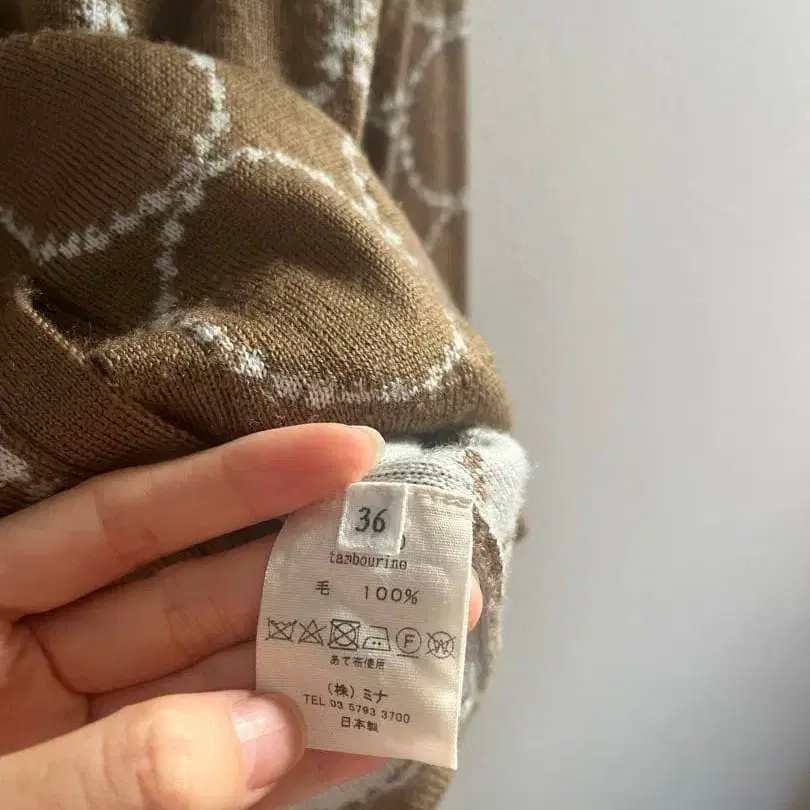 36
tambourine
毛 100%
F W
あて布使用
(株) ミナ
TEL.03 5793 3700
日本製